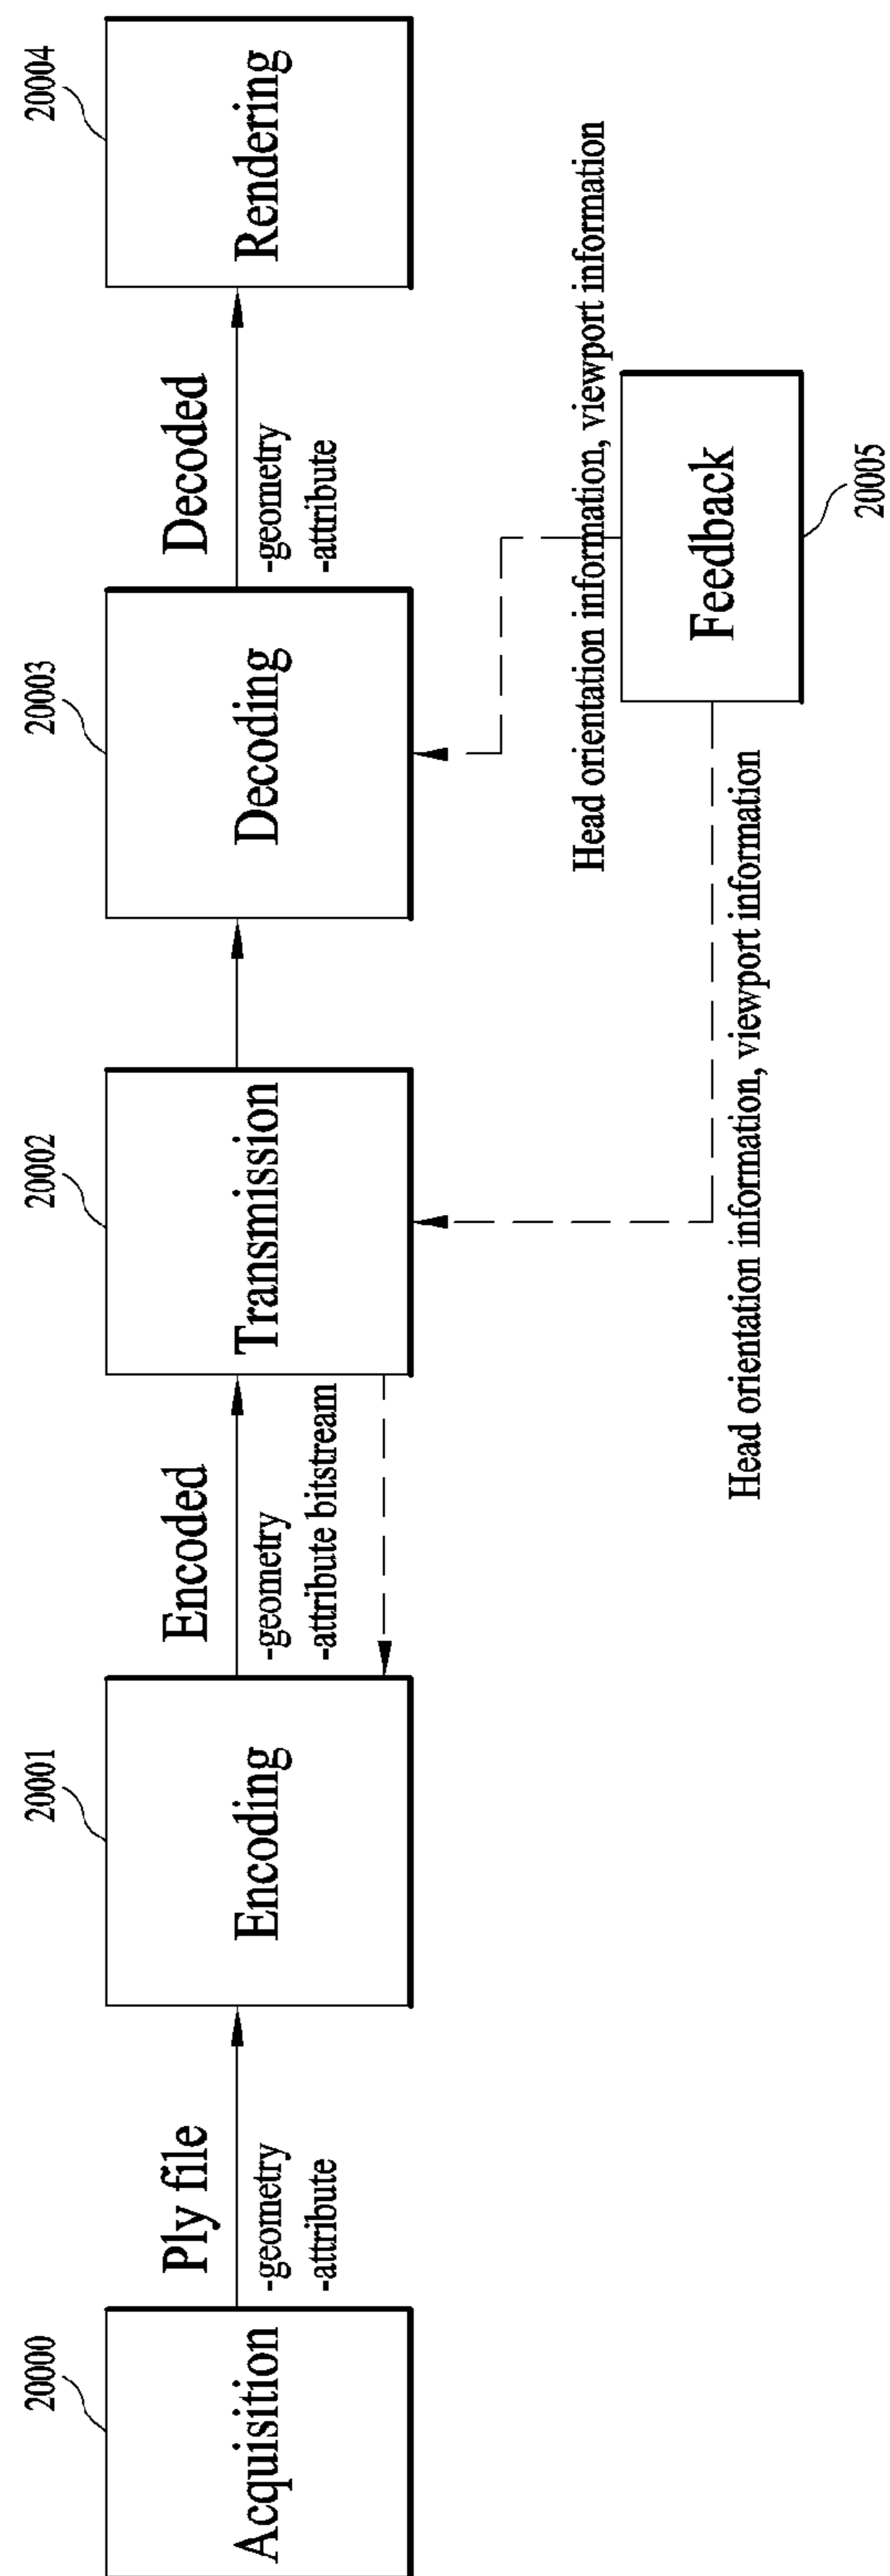 20000
Acquisition
Ply file
-geometry
-attribute
20001
Encoding
Encoded
-geometry
-attribute bitstream
20002
Transmission
20003
Decoding
Decoded
-geometry
-attribute
20004
Rendering
Head orientation information, viewport information
Feedback
20005
Head orientation information, viewport information